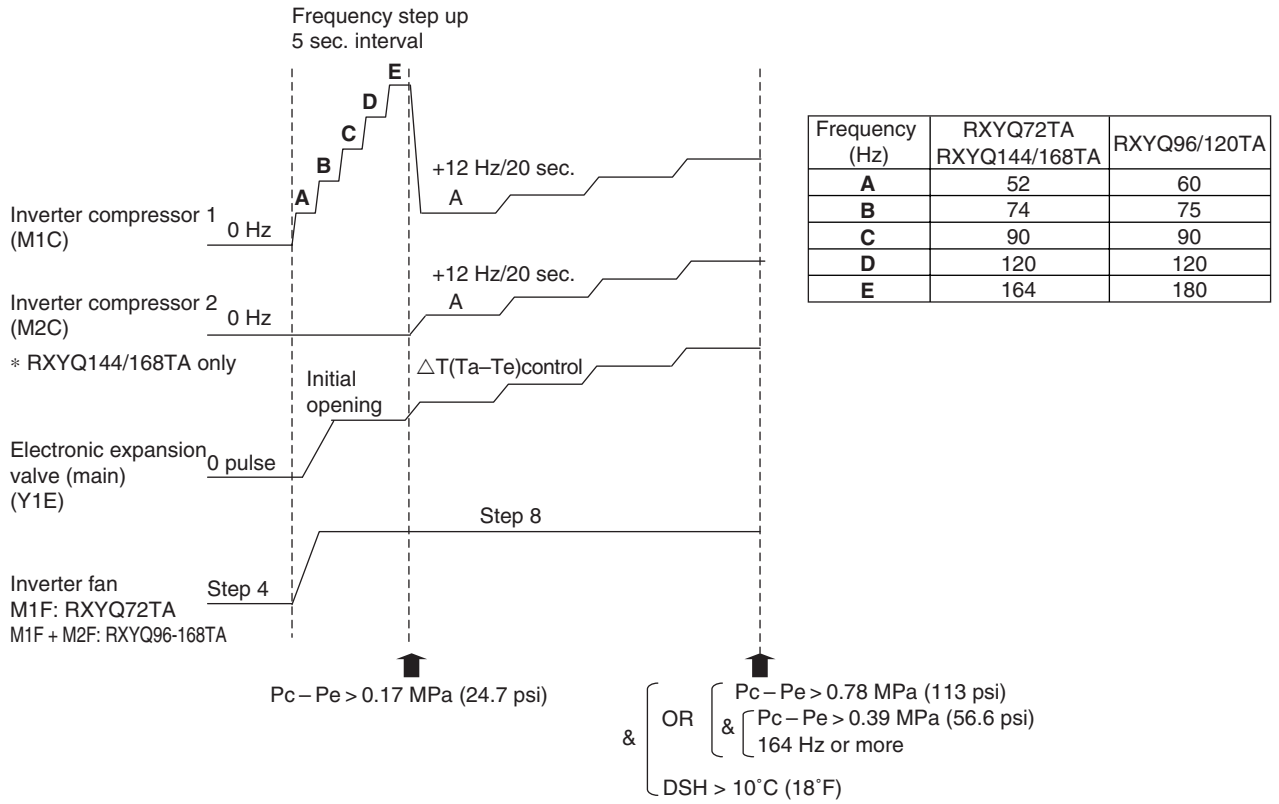 Frequency step up
5 sec. interval
E
D
C
B
A
+12 Hz/20 sec.
A
Inverter compressor 1
(M1C)
0 Hz
+12 Hz/20 sec.
A
Inverter compressor 2
(M2C)
0 Hz
* RXYQ144/168TA only
Initial
opening
△T(Ta–Te)control
Electronic expansion
valve (main)
(Y1E)
0 pulse
Step 8
Inverter fan
M1F: RXYQ72TA
M1F + M2F: RXYQ96-168TA
Step 4
Pc – Pe > 0.17 MPa (24.7 psi)
& OR Pc – Pe > 0.78 MPa (113 psi)
& Pc – Pe > 0.39 MPa (56.6 psi)
164 Hz or more
DSH > 10˚C (18˚F)
Frequency (Hz) RXYQ72TA RXYQ144/168TA RXYQ96/120TA
A 52 60
B 74 75
C 90 90
D 120 120
E 164 180